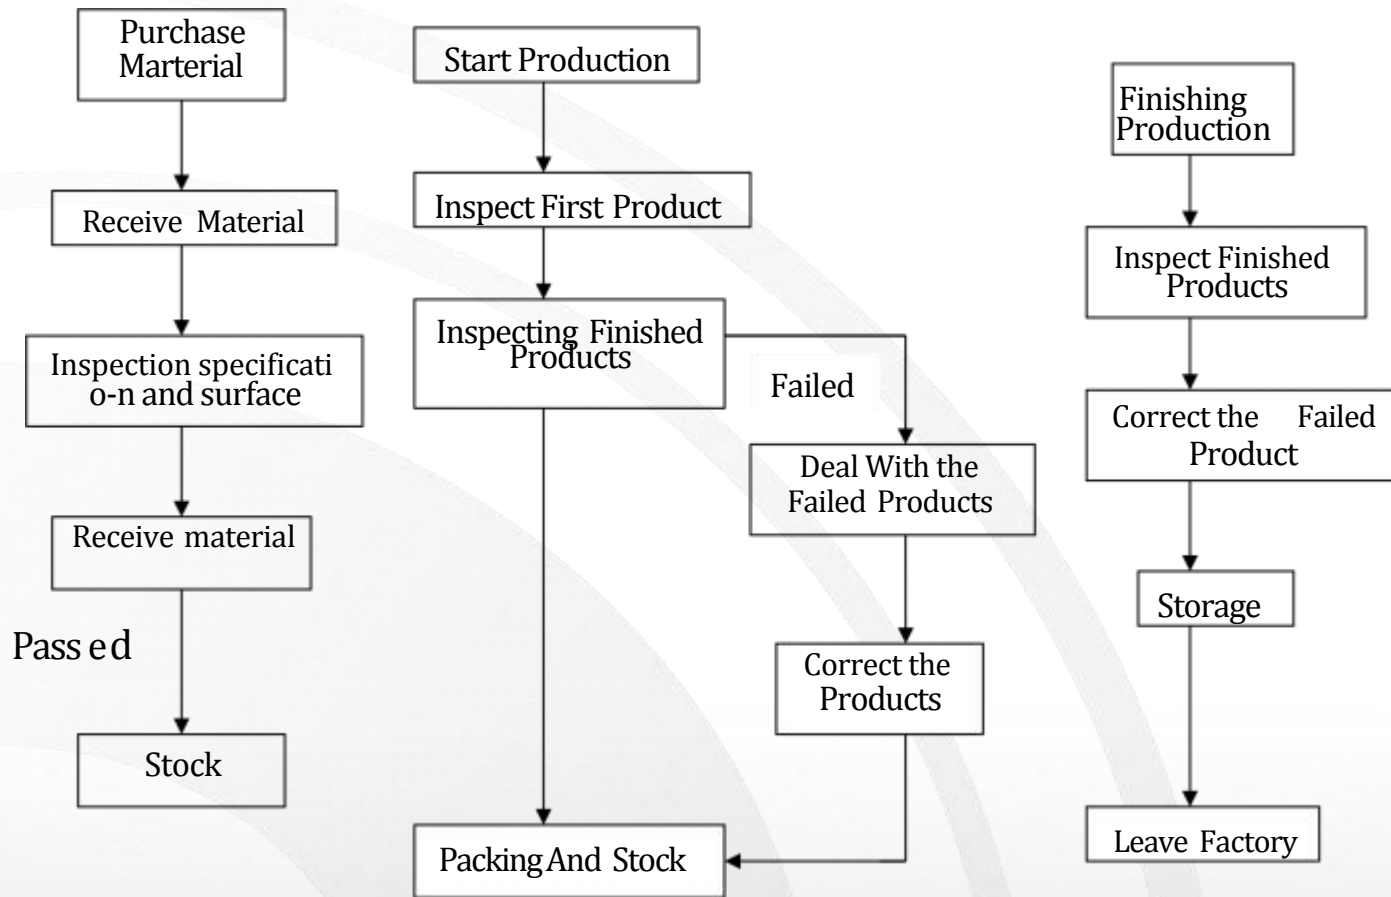 Purchase
Marterial
Receive Material
Inspection specificati
o-n and surface
Receive material
Passed
Stock
Start Production
Inspect First Product
Inspecting Finished
Products
Failed
Deal With the
Failed Products
Correct the
Products
Packing And Stock
Finishing
Production
Inspect Finished
Products
Correct the Failed
Product
Storage
Leave Factory